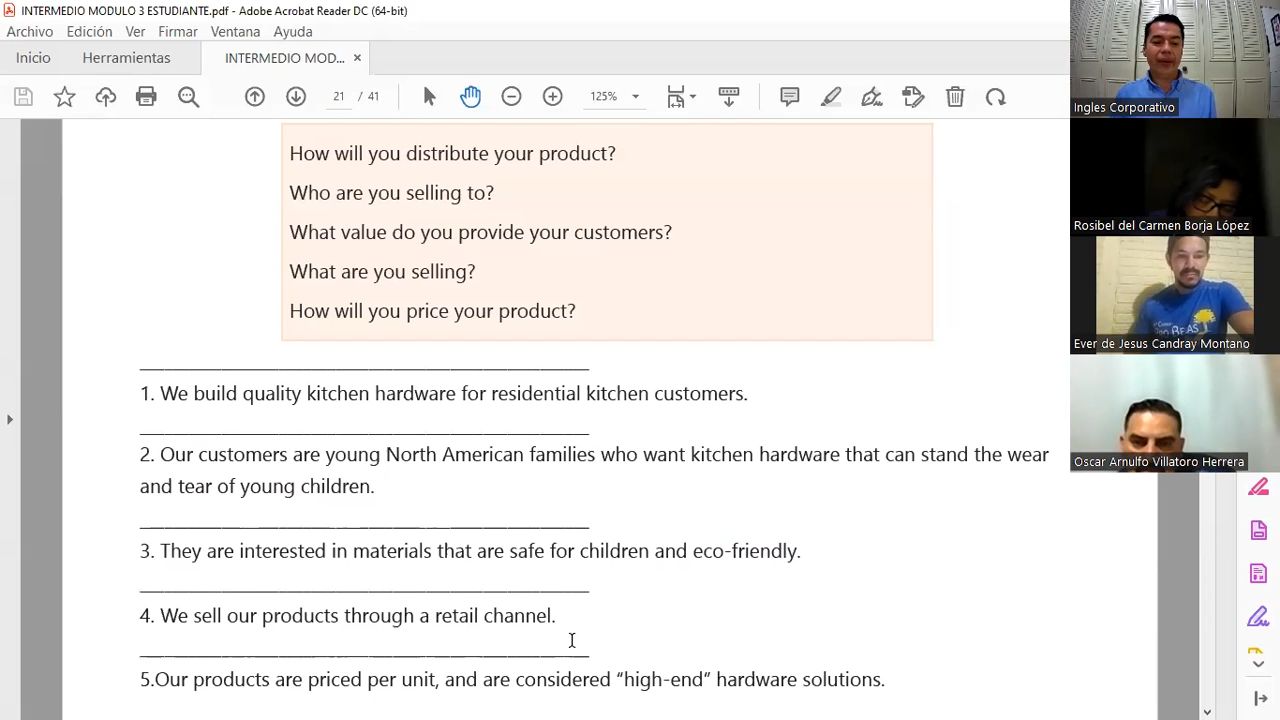 INTERMEDIO MODULO 3 ESTUDIANTE.pdf - Adobe Acrobat Reader DC (64-bit)
Archivo Edición Ver Firmar Ventana Ayuda
Inicio Herramientas INTERMEDIO MOD... ×
21 / 41 125%
How will you distribute your product?
Who are you selling to?
What value do you provide your customers?
What are you selling?
How will you price your product?
1. We build quality kitchen hardware for residential kitchen customers.
2. Our customers are young North American families who want kitchen hardware that can stand the wear
and tear of young children.
3. They are interested in materials that are safe for children and eco-friendly.
4. We sell our products through a retail channel.
5.Our products are priced per unit, and are considered “high-end” hardware solutions.
Ingles Corporativo
Rosibel del Carmen Borja López
Ever de Jesus Candray Montano
Oscar Arnulfo Villatoro Herrera